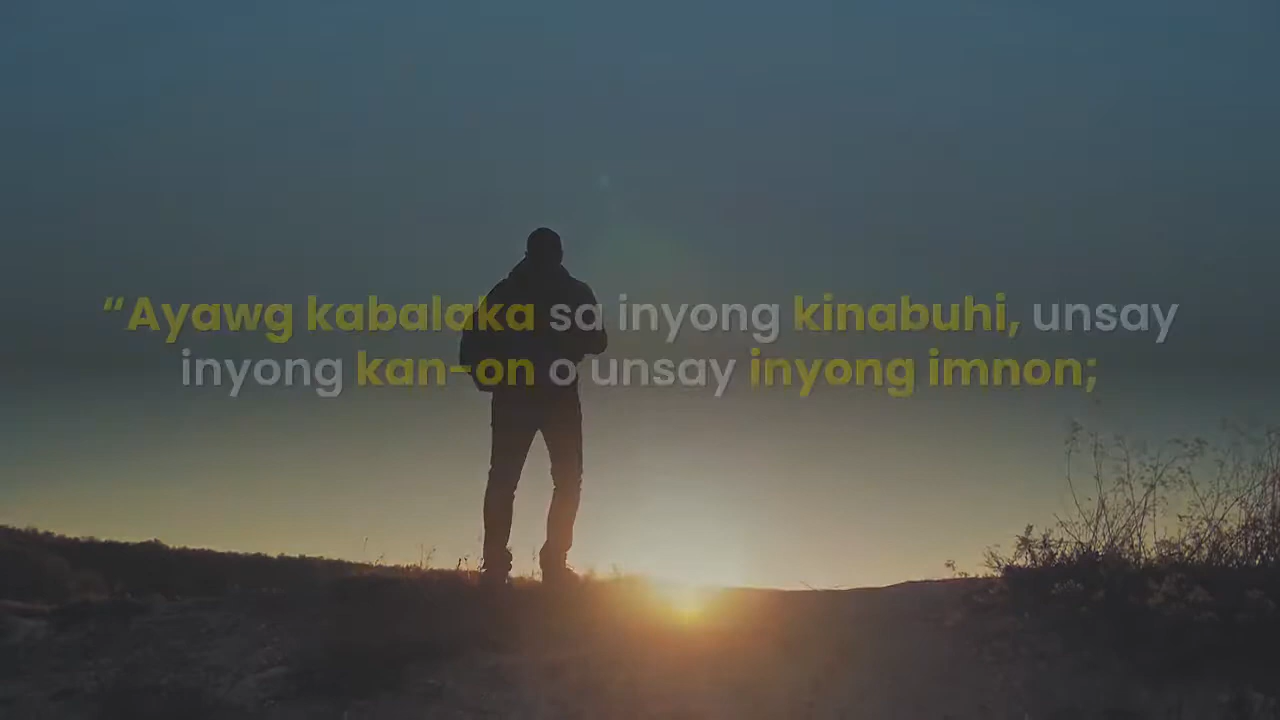 “Ayawg kabalaka sa inyong kinabuhi, unsay
inyong kan-on o unsay inyong imnon;